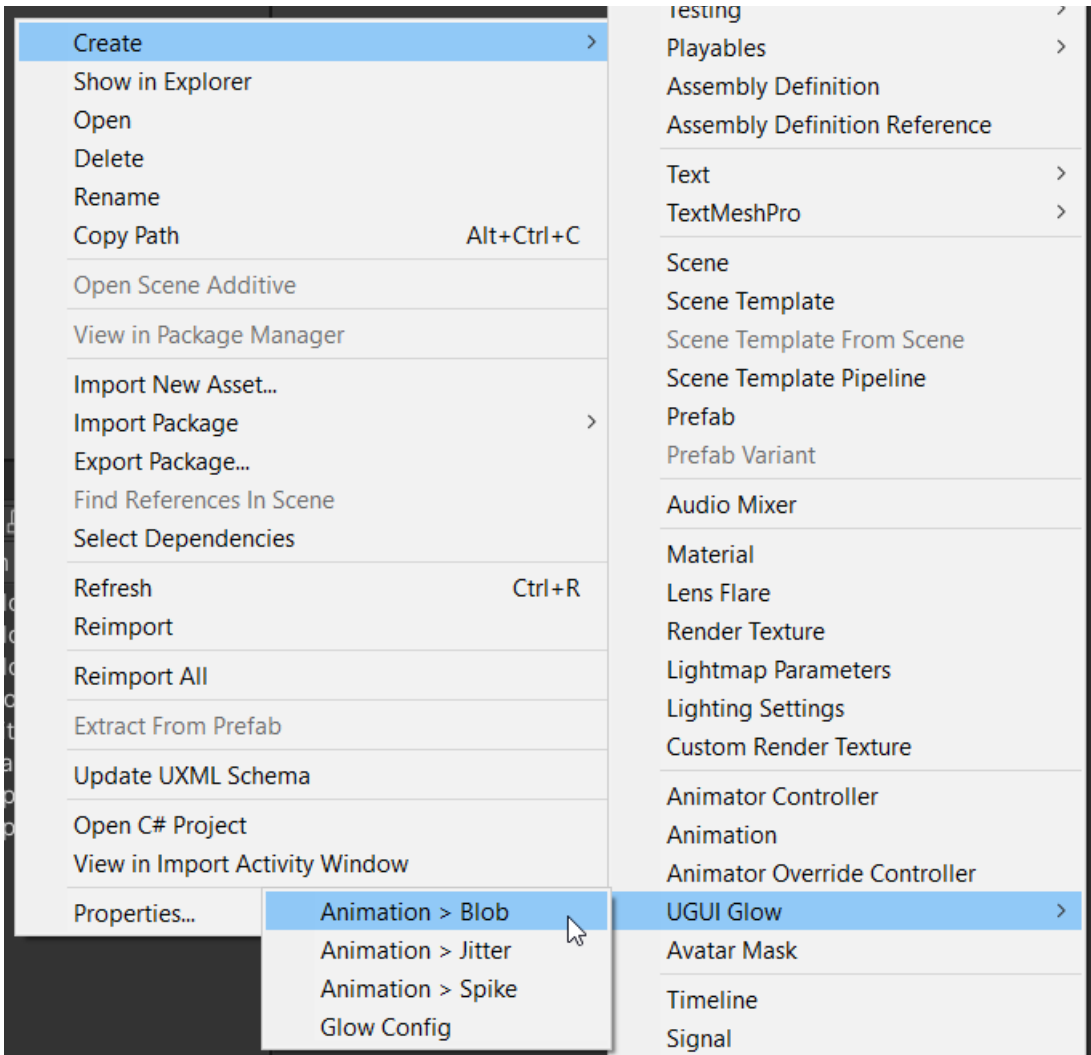 Create
Show in Explorer
Open
Delete
Rename
Copy Path Alt+Ctrl+C
Open Scene Additive
View in Package Manager
Import New Asset...
Import Package
Export Package...
Find References In Scene
Select Dependencies
Refresh Ctrl+R
Reimport
Reimport All
Extract From Prefab
Update UXML Schema
Open C# Project
View in Import Activity Window
Properties...
Testing
Playables
Assembly Definition
Assembly Definition Reference
Text
TextMeshPro
Scene
Scene Template
Scene Template From Scene
Scene Template Pipeline
Prefab
Prefab Variant
Audio Mixer
Material
Lens Flare
Render Texture
Lightmap Parameters
Lighting Settings
Custom Render Texture
Animator Controller
Animation
Animator Override Controller
UGUI Glow
Avatar Mask
Timeline
Signal
Animation > Blob
Animation > Jitter
Animation > Spike
Glow Config